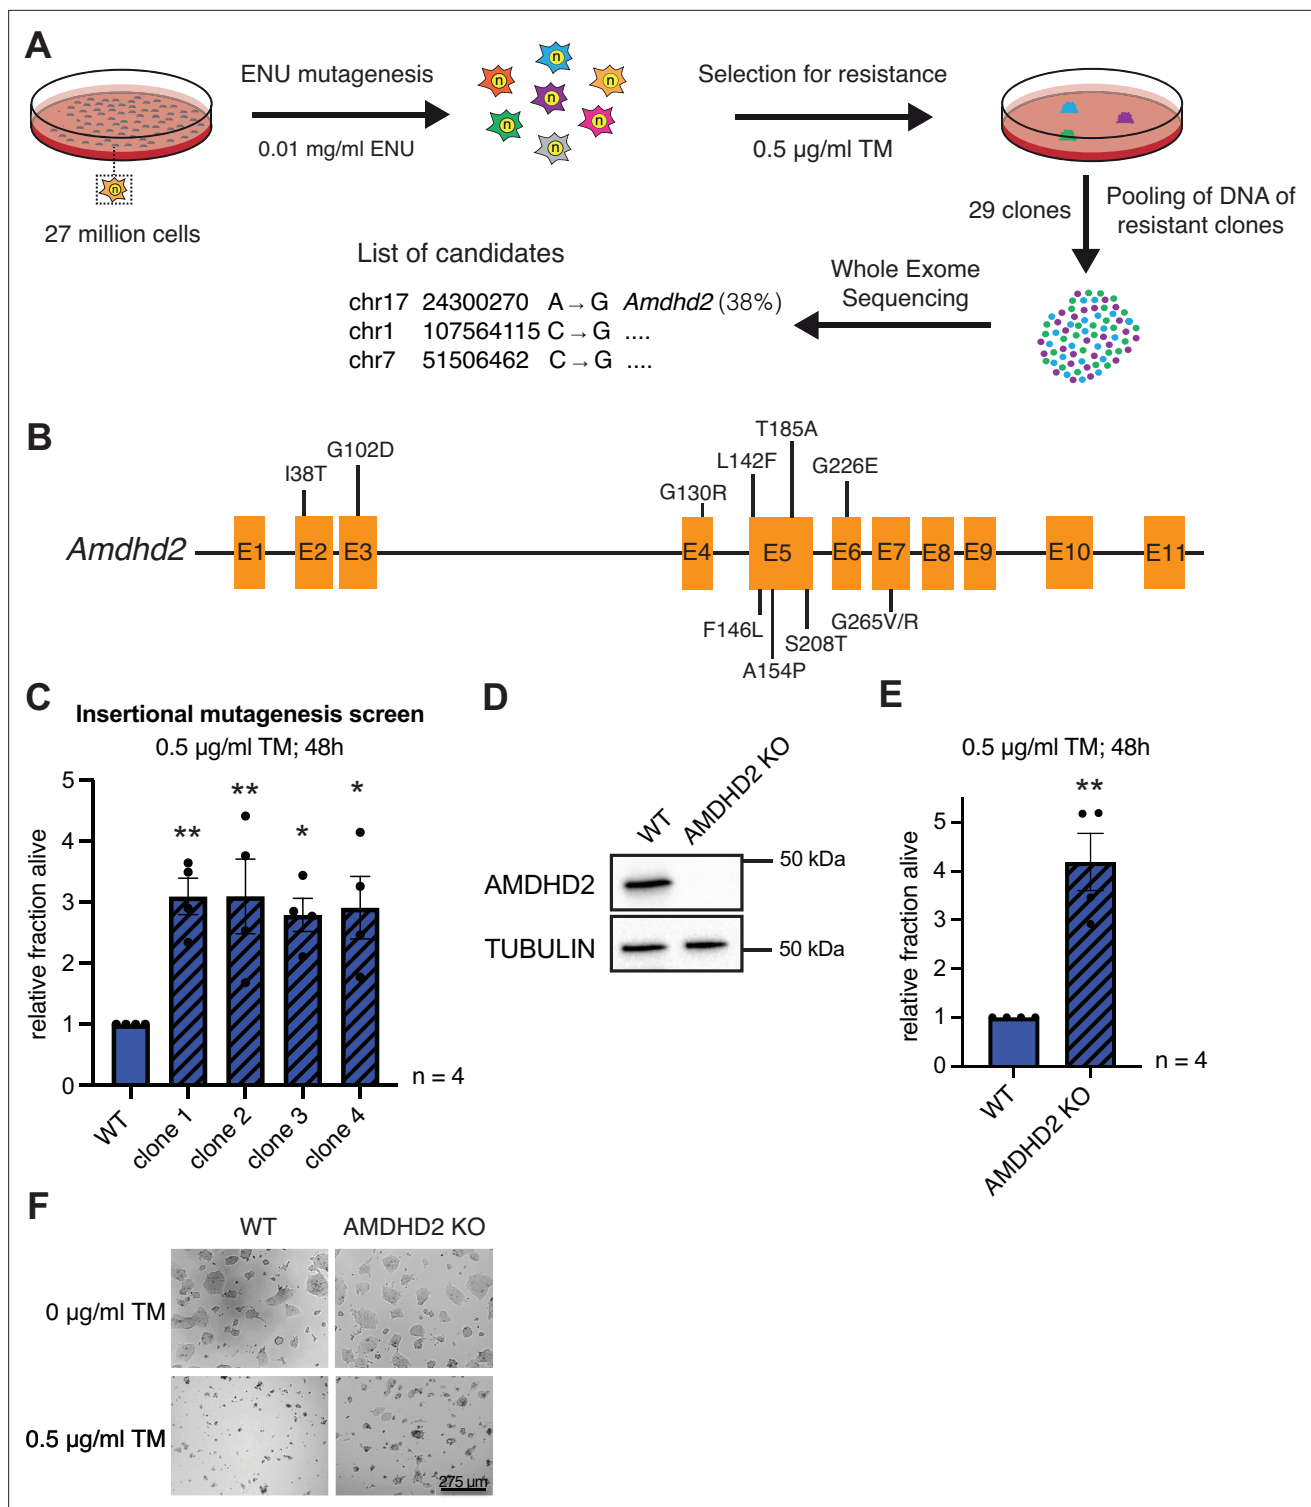 A
ENU mutagenesis
0.01 mg/ml ENU
n
n
n
n
n
n
n
Selection for resistance
0.5 µg/ml TM
n
27 million cells
29 clones
Pooling of DNA of
resistant clones
Whole Exome
Sequencing
List of candidates
chr17 24300270 A→G Amdhd2 (38%)
chr1 107564115 C→G ....
chr7 51506462 C→G ....
B
I38T
G102D
G130R
L142F
T185A
G226E
Amdhd2
E1
E2
E3
E4
E5
E6
E7
E8
E9
E10
E11
F146L
A154P
S208T
G265V/R
C
Insertional mutagenesis screen
0.5 µg/ml TM; 48h
relative fraction alive
5
4
3
2
1
0
**
**
*
*
n = 4
WT
clone 1
clone 2
clone 3
clone 4
D
WT
AMDHD2 KO
AMDHD2
50 kDa
TUBULIN
50 kDa
E
0.5 µg/ml TM; 48h
relative fraction alive
5
4
3
2
1
0
**
n = 4
WT
AMDHD2 KO
F
WT
AMDHD2 KO
0 µg/ml TM
0.5 µg/ml TM
275 µm